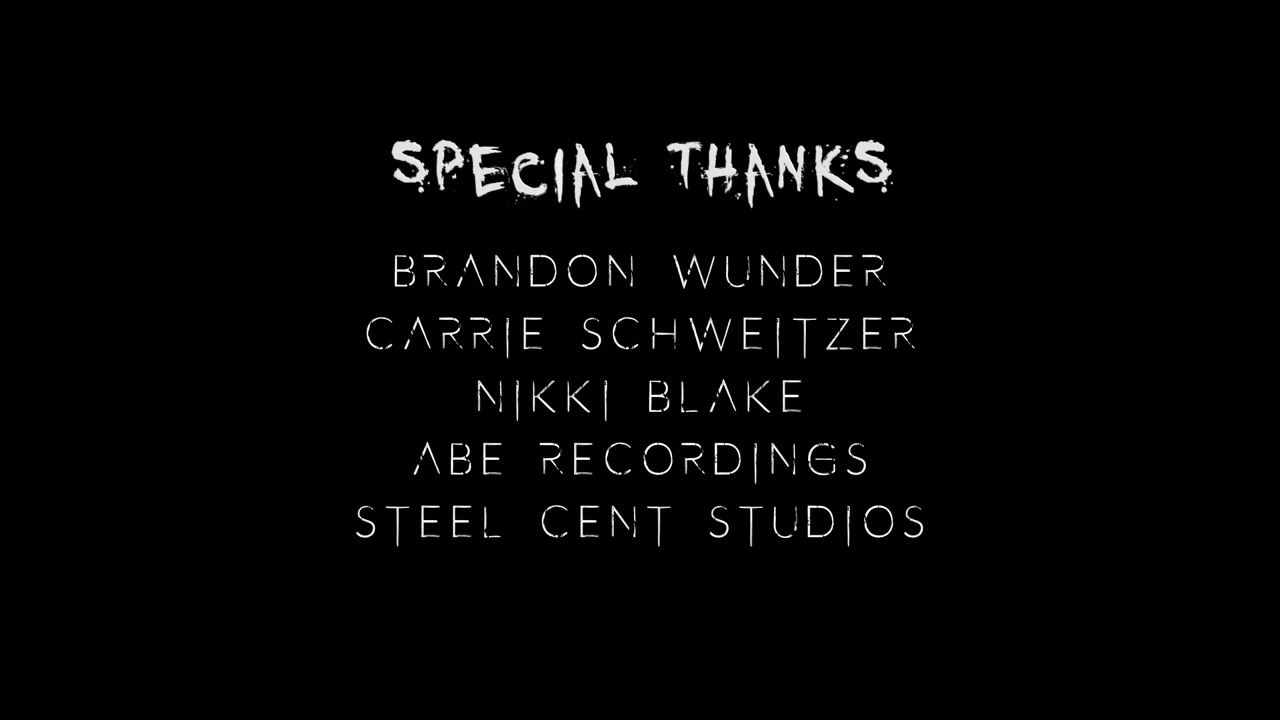 SPECIAL THANKS
BRANDON WUNDER
CARRIE SCHWEITZER
NIKKI BLAKE
ABE RECORDINGS
STEEL CENT STUDIOS